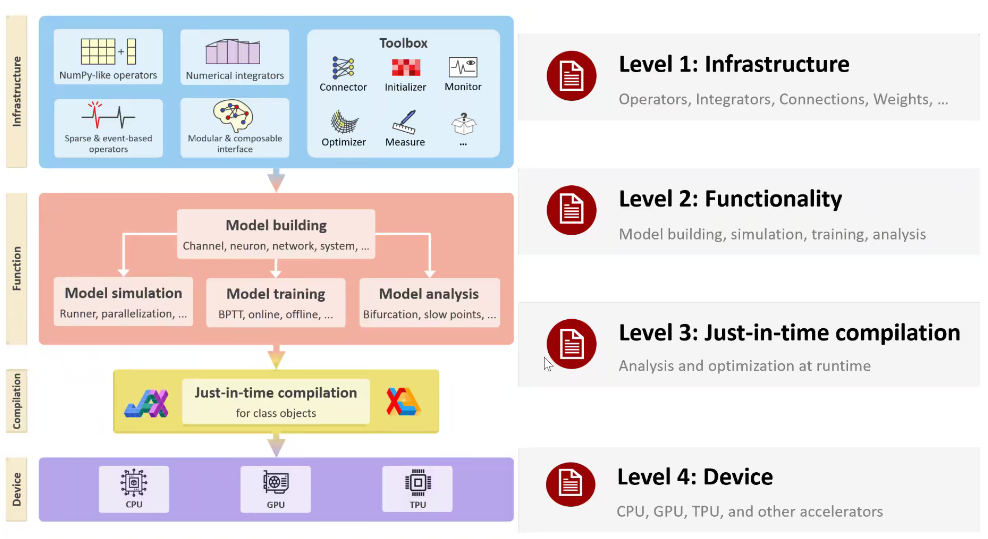 Infrastructure
NumPy-like operators
Numerical integrators
Sparse & event-based
operators
Modular & composable
interface
Toolbox
Connector
Initializer
Monitor
Optimizer
Measure
...
Function
Model building
Channel, neuron, network, system, ...
Model simulation
Runner, parallelization, ...
Model training
BPTT, online, offline, ...
Model analysis
Bifurcation, slow points, ...
Compilation
JAX
Just-in-time compilation
for class objects
XLA
Device
CPU
GPU
TPU
Level 1: Infrastructure
Operators, Integrators, Connections, Weights, ...
Level 2: Functionality
Model building, simulation, training, analysis
Level 3: Just-in-time compilation
Analysis and optimization at runtime
Level 4: Device
CPU, GPU, TPU, and other accelerators